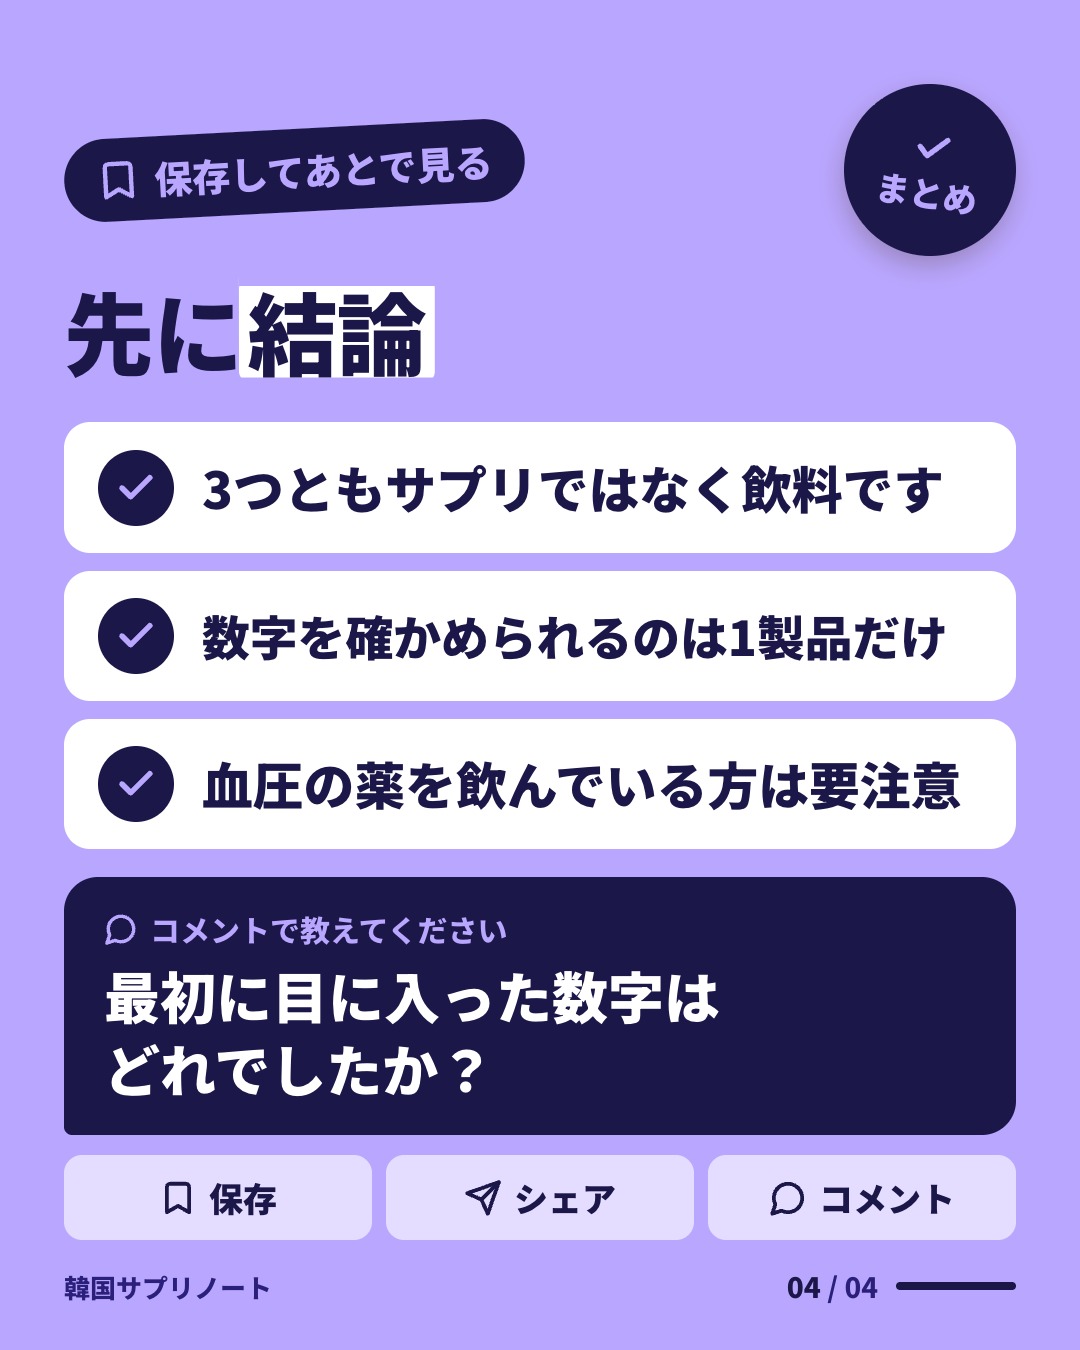 保存してあとで見る
まとめ
先に結論
3つともサプリではなく飲料です
数字を確かめられるのは1製品だけ
血圧の薬を飲んでいる方は要注意
コメントで教えてください
最初に目に入った数字は
どれでしたか？
保存
シェア
コメント
韓国サプリノート
04 / 04